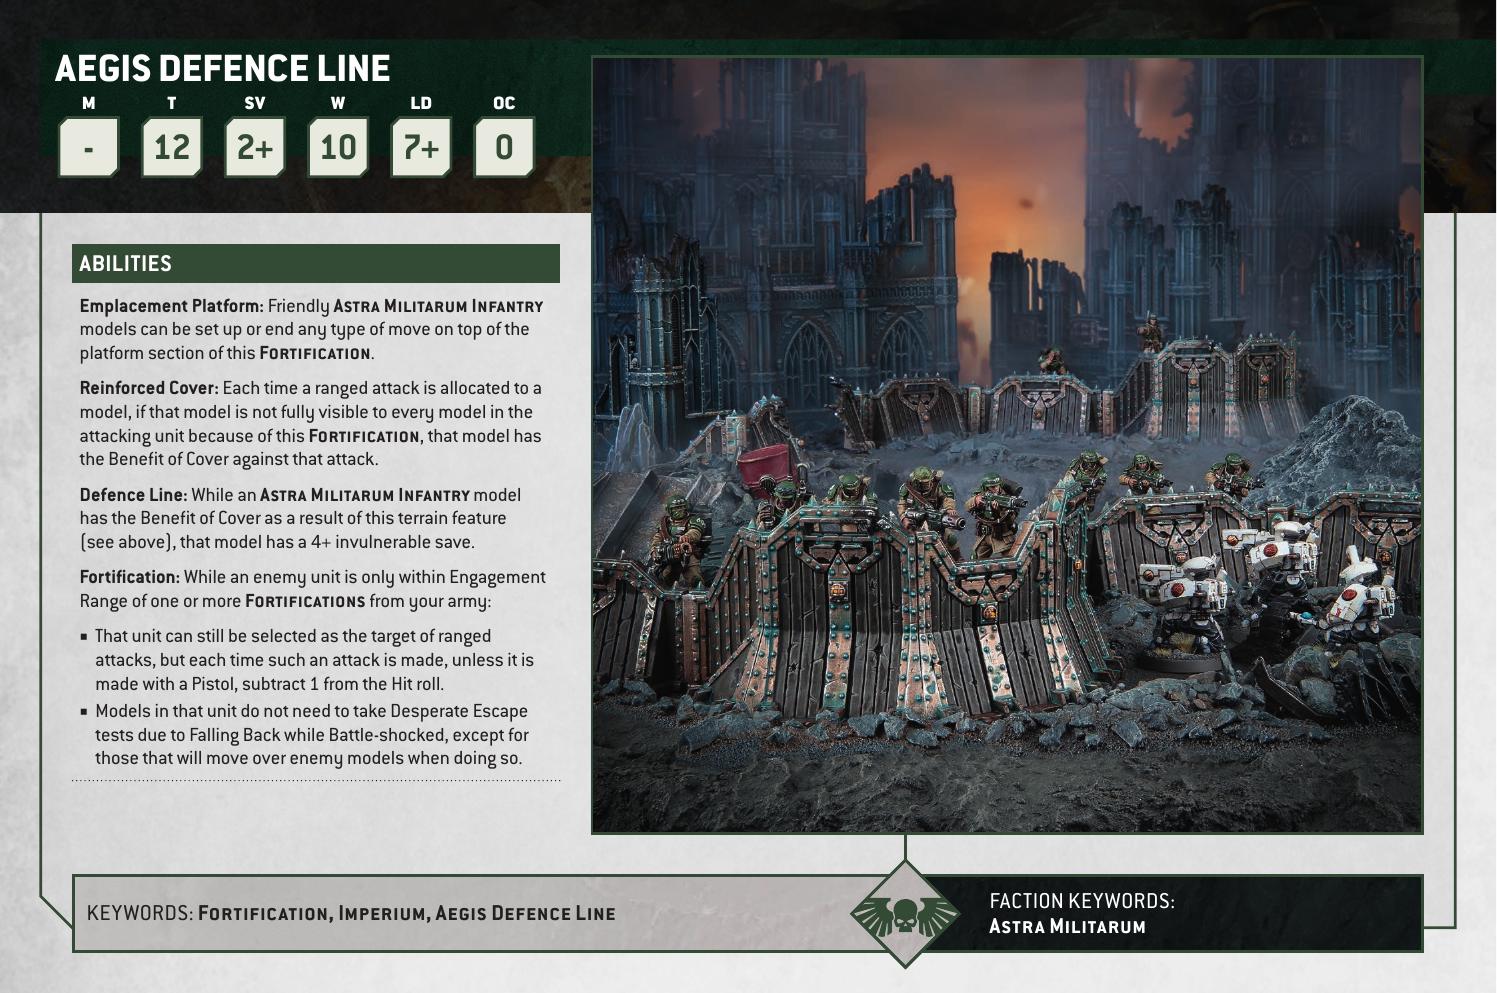 AEGIS DEFENCE LINE
M T SV W LD OC
- 12 2+ 10 7+ 0
ABILITIES
Emplacement Platform: Friendly ASTRA MILITARUM INFANTRY
models can be set up or end any type of move on top of the
platform section of this FORTIFICATION.
Reinforced Cover: Each time a ranged attack is allocated to a
model, if that model is not fully visible to every model in the
attacking unit because of this FORTIFICATION, that model has
the Benefit of Cover against that attack.
Defence Line: While an ASTRA MILITARUM INFANTRY model
has the Benefit of Cover as a result of this terrain feature
(see above), that model has a 4+ invulnerable save.
Fortification: While an enemy unit is only within Engagement
Range of one or more FORTIFICATIONS from your army:
▪ That unit can still be selected as the target of ranged
attacks, but each time such an attack is made, unless it is
made with a Pistol, subtract 1 from the Hit roll.
▪ Models in that unit do not need to take Desperate Escape
tests due to Falling Back while Battle-shocked, except for
those that will move over enemy models when doing so.
KEYWORDS: FORTIFICATION, IMPERIUM, AEGIS DEFENCE LINE
FACTION KEYWORDS:
ASTRA MILITARUM